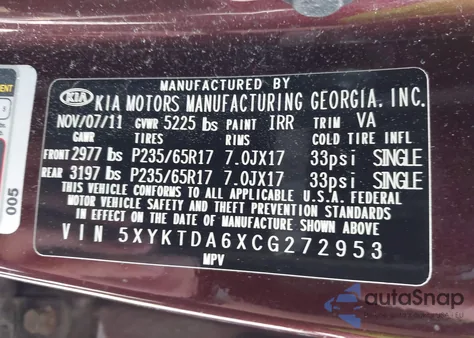 MANUFACTURED BY
KIA KIA MOTORS MANUFACTURING GEORGIA, INC.
NOV/07/11 GVWR 5225 lbs PAINT IRR TRIM VA
GAWR TIRES RIMS COLD TIRE INFL
FRONT 2977 lbs P235/65R17 7.0JX17 33psi SINGLE
REAR 3197 lbs P235/65R17 7.0JX17 33psi SINGLE
THIS VEHICLE CONFORMS TO ALL APPLICABLE U.S.A. FEDERAL
MOTOR VEHICLE SAFETY AND THEFT PREVENTION STANDARDS
IN EFFECT ON THE DATE OF MANUFACTURE SHOWN ABOVE
VIN 5XYKTDA6XCG272953
MPV
005
autoSnap